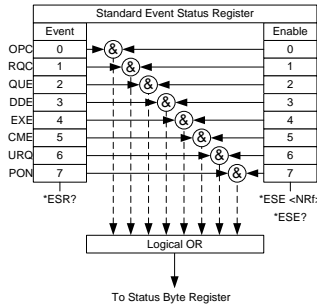 Standard Event Status Register
Event Enable
OPC 0 & 0
RQC 1 & 1
QUE 2 & 2
DDE 3 & 3
EXE 4 & 4
CME 5 & 5
URQ 6 & 6
PON 7 & 7
*ESR? *ESE <NRf>
*ESE?
Logical OR
To Status Byte Register